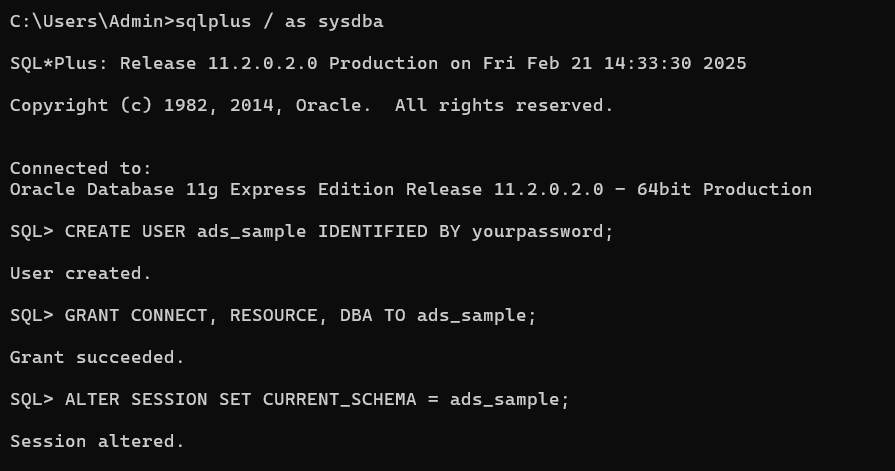 C:\Users\Admin>sqlplus / as sysdba
SQL*Plus: Release 11.2.0.2.0 Production on Fri Feb 21 14:33:30 2025
Copyright (c) 1982, 2014, Oracle.  All rights reserved.
Connected to:
Oracle Database 11g Express Edition Release 11.2.0.2.0 - 64bit Production
SQL> CREATE USER ads_sample IDENTIFIED BY yourpassword;
User created.
SQL> GRANT CONNECT, RESOURCE, DBA TO ads_sample;
Grant succeeded.
SQL> ALTER SESSION SET CURRENT_SCHEMA = ads_sample;
Session altered.